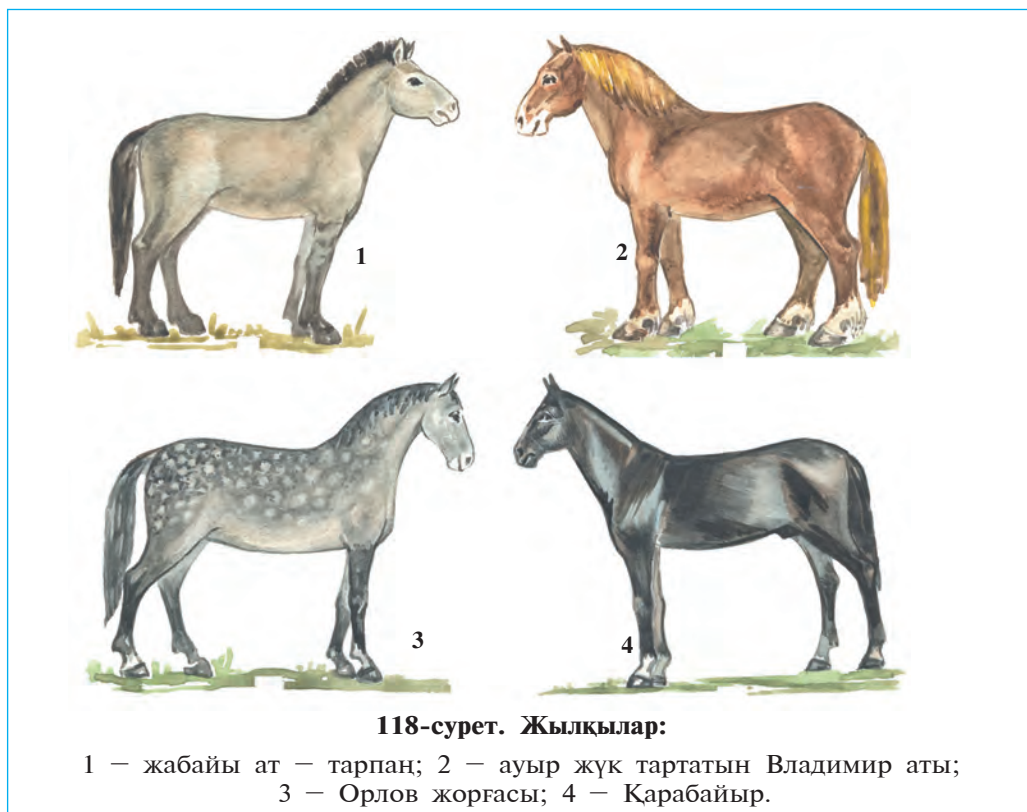 1
2
3
4
118-сурет. Жылқылар:
1 — жабайы ат — тарпаң; 2 — ауыр жүк тартатын Владимир аты;
3 — Орлов жорғасы; 4 — Қарабайыр.